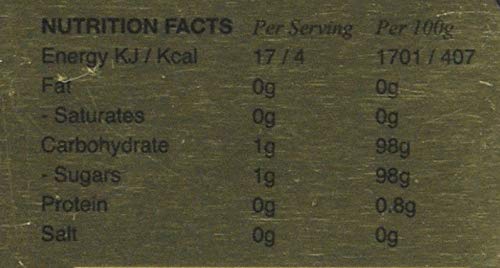 NUTRITION FACTS Per Serving Per 100g
Energy KJ / Kcal 17 / 4 1701 / 407
Fat 0g 0g
- Saturates 0g 0g
Carbohydrate 1g 98g
- Sugars 1g 98g
Protein 0g 0.8g
Salt 0g 0g